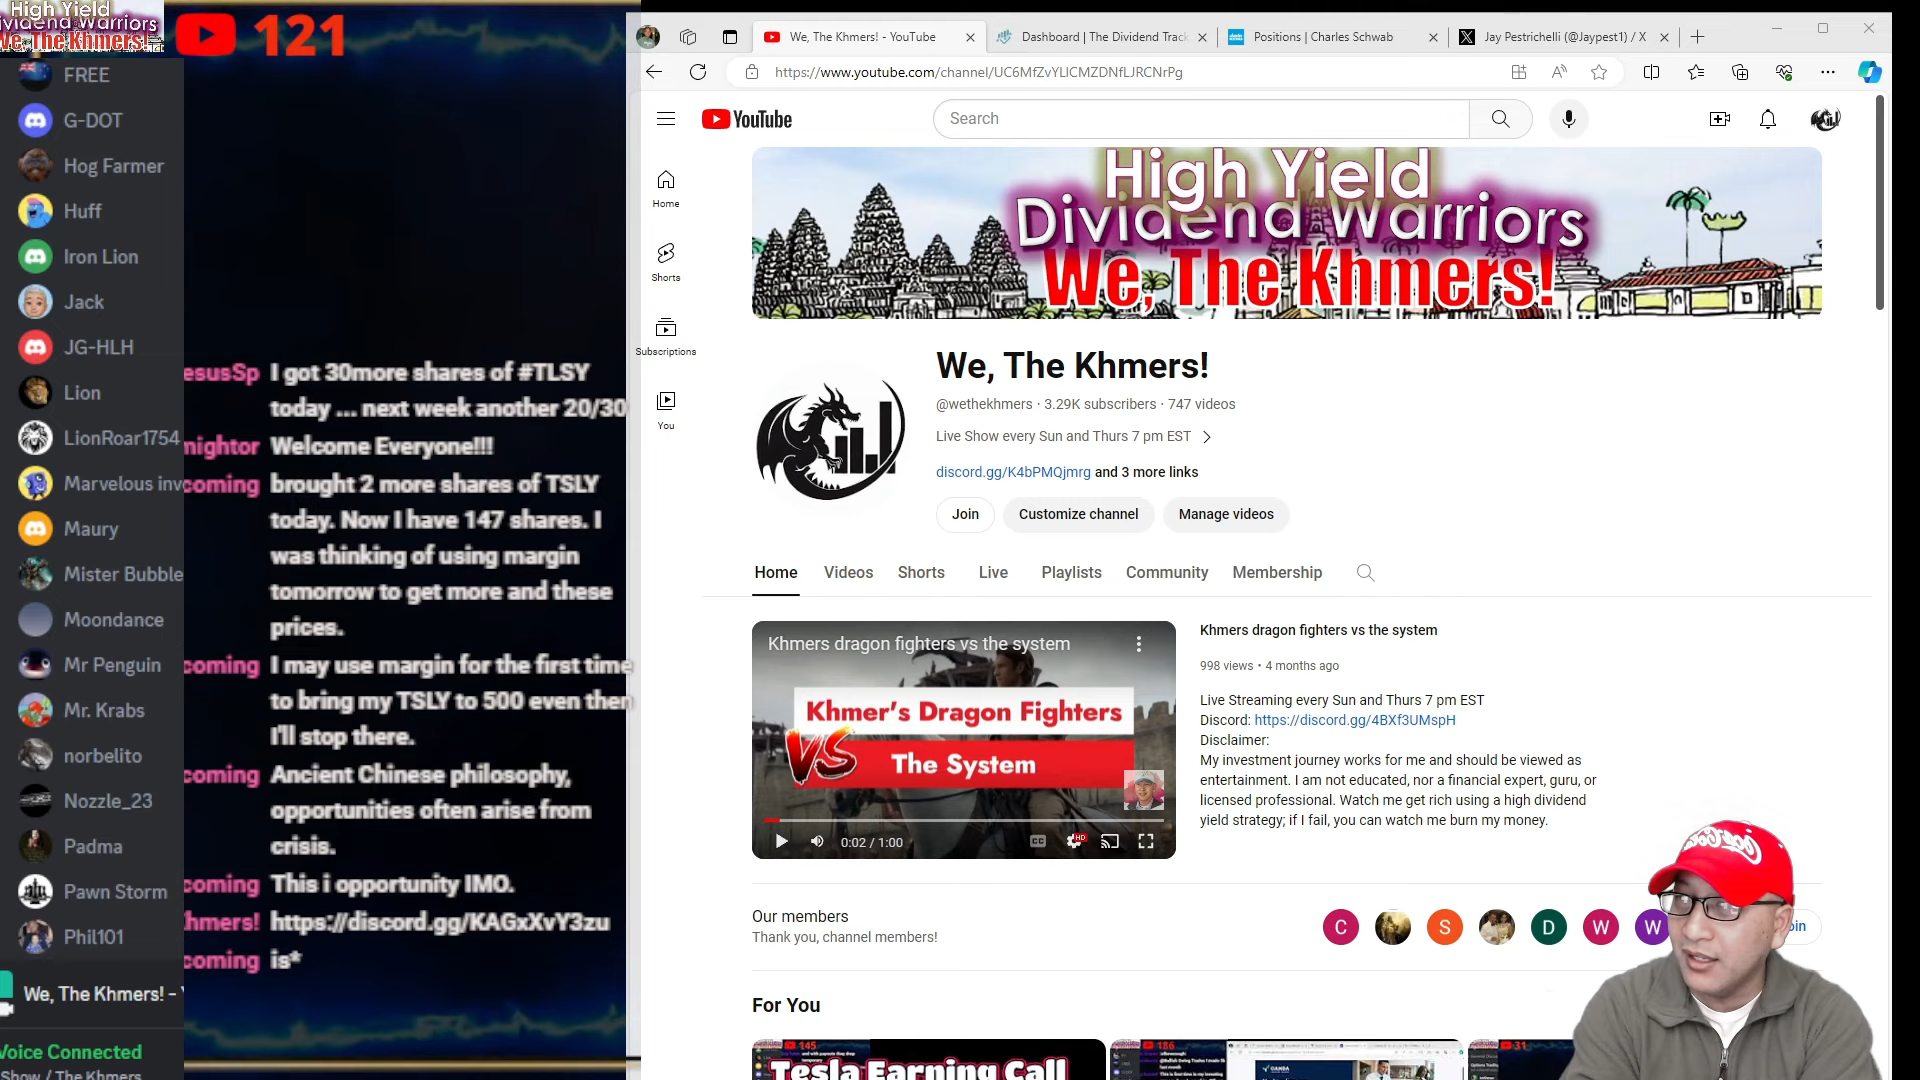 High Yield
Dividend Warriors
We, The Khmers!
121
FREE
G-DOT
Hog Farmer
Huff
Iron Lion
Jack
JG-HLH
Lion
LionRoar1754
Marvelous inv
Maury
Mister Bubble
Moondance
Mr Penguin
Mr. Krabs
norbelito
Nozzle_23
Padma
Pawn Storm
Phil101
We, The Khmers! -
Voice Connected
Show / The Khmers
esusSp I got 30more shares of #TLSY
today ... next week another 20/30
mightor Welcome Everyone!!!
coming brought 2 more shares of TSLY
today. Now I have 147 shares. I
was thinking of using margin
tomorrow to get more and these
prices.
coming I may use margin for the first time
to bring my TSLY to 500 even then
I'll stop there.
coming Ancient Chinese philosophy,
opportunities often arise from
crisis.
coming This i opportunity IMO.
hmers! https://discord.gg/KAGxXvY3zu
coming is*
We, The Khmers! - YouTube
Dashboard | The Dividend Track
Positions | Charles Schwab
Jay Pestrichelli (@Jaypest1) / X
https://www.youtube.com/channel/UC6MfZvYLlCMZDNfLJRCNrPg
YouTube
Search
Home
Shorts
Subscriptions
You
High Yield
Dividend Warriors
We, The Khmers!
We, The Khmers!
@wethekhmers · 3.29K subscribers · 747 videos
Live Show every Sun and Thurs 7 pm EST
discord.gg/K4bPMQjmrg and 3 more links
Join
Customize channel
Manage videos
Home
Videos
Shorts
Live
Playlists
Community
Membership
Khmers dragon fighters vs the system
Khmer's Dragon Fighters
VS
The System
0:02 / 1:00
CC
HD
Khmers dragon fighters vs the system
998 views • 4 months ago
Live Streaming every Sun and Thurs 7 pm EST
Discord: https://discord.gg/4BXf3UMspH
Disclaimer:
My investment journey works for me and should be viewed as
entertainment. I am not educated, nor a financial expert, guru, or
licensed professional. Watch me get rich using a high dividend
yield strategy; if I fail, you can watch me burn my money.
Our members
Thank you, channel members!
C
S
D
W
W
oin
For You
145
Tesla Earning Call
186
31